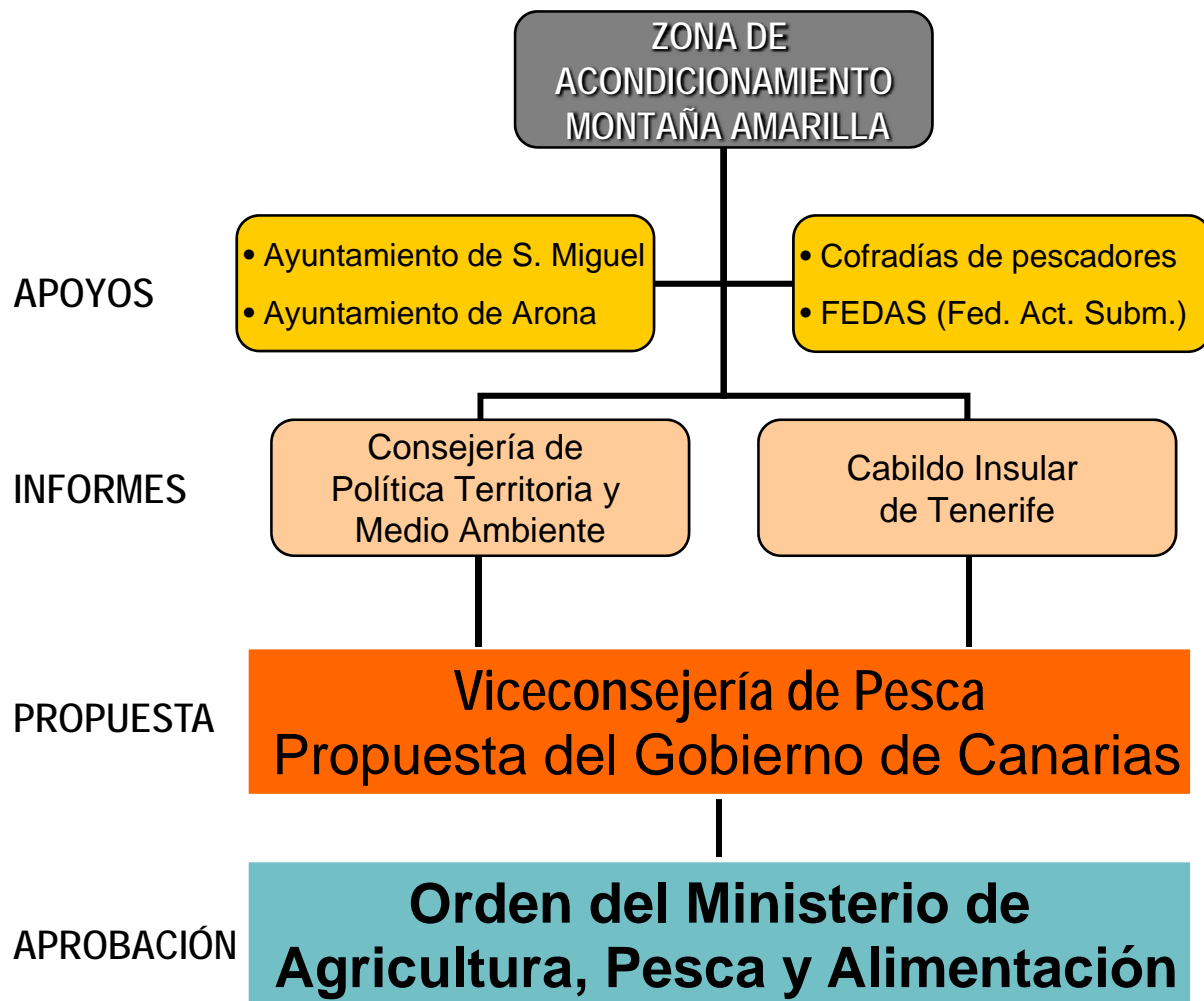 ZONA DE
ACONDICIONAMIENTO
MONTAÑA AMARILLA
APOYOS
• Ayuntamiento de S. Miguel
• Ayuntamiento de Arona
• Cofradías de pescadores
• FEDAS (Fed. Act. Subm.)
INFORMES
Consejería de
Política Territoria y
Medio Ambiente
Cabildo Insular
de Tenerife
PROPUESTA
Viceconsejería de Pesca
Propuesta del Gobierno de Canarias
APROBACIÓN
Orden del Ministerio de
Agricultura, Pesca y Alimentación